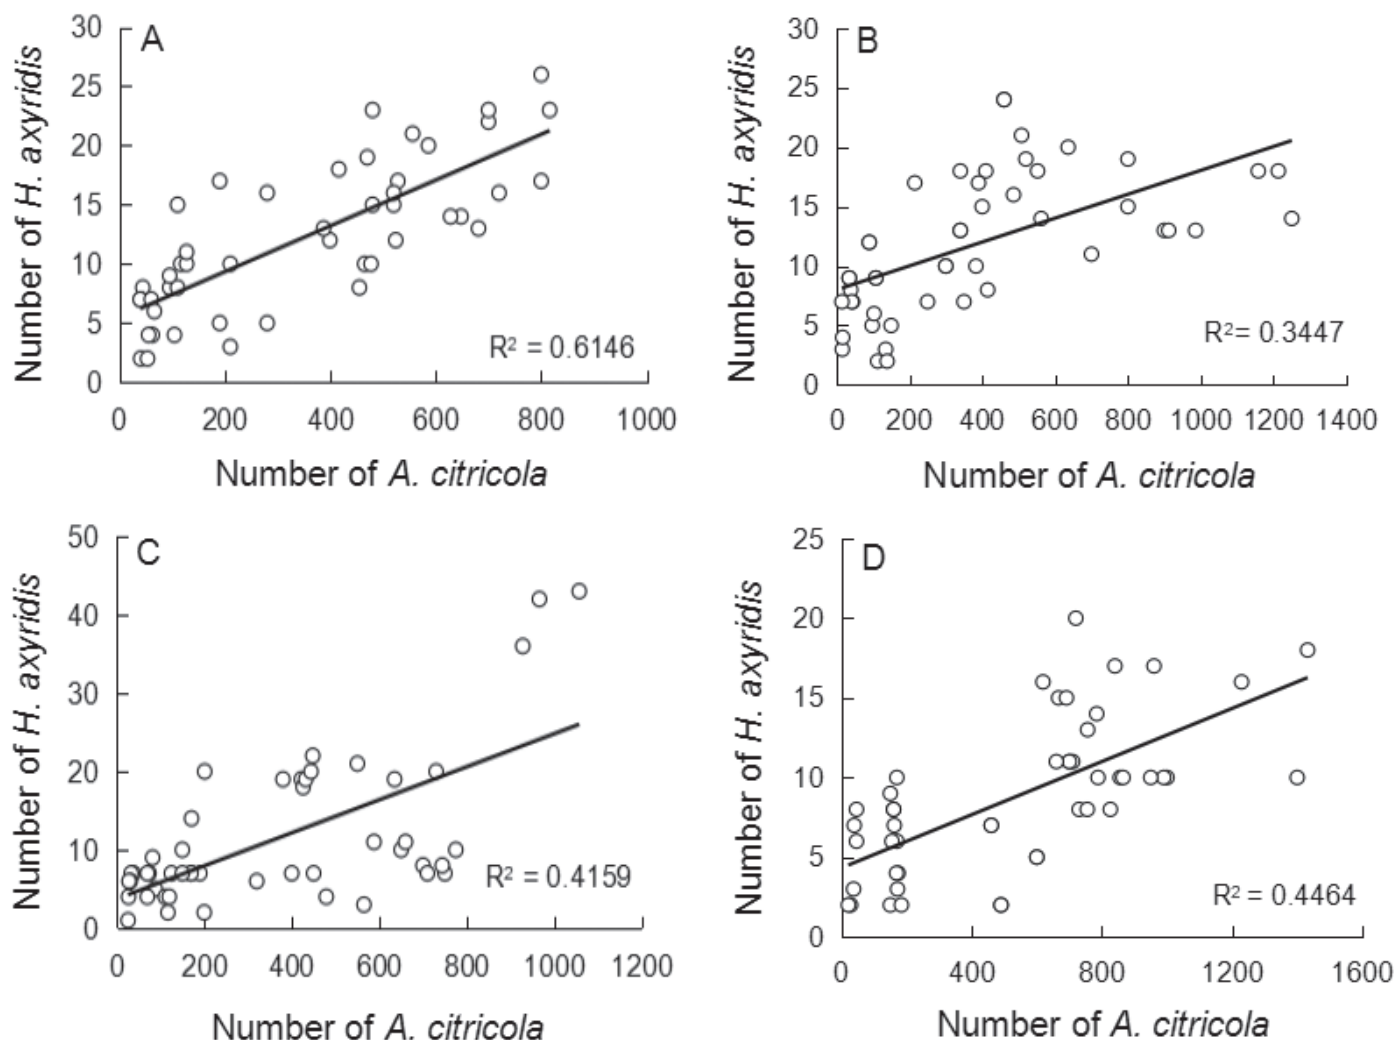 A
Number of H. axyridis
30
25
20
15
10
5
0
R² = 0.6146
0 200 400 600 800 1000
Number of A. citricola
B
Number of H. axyridis
30
25
20
15
10
5
0
R²= 0.3447
0 200 400 600 800 1000 1200 1400
Number of A. citricola
C
Number of H. axyridis
50
40
30
20
10
0
R² = 0.4159
0 200 400 600 800 1000 1200
Number of A. citricola
D
Number of H. axyridis
25
20
15
10
5
0
R² = 0.4464
0 400 800 1200 1600
Number of A. citricola